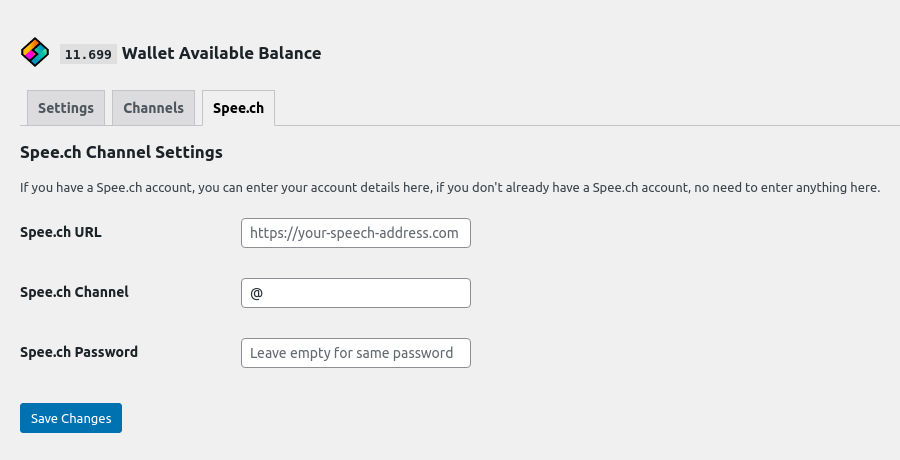 11.699 Wallet Available Balance
Settings Channels Spee.ch
Spee.ch Channel Settings
If you have a Spee.ch account, you can enter your account details here, if you don't already have a Spee.ch account, no need to enter anything here.
Spee.ch URL https://your-speech-address.com
Spee.ch Channel @
Spee.ch Password Leave empty for same password
Save Changes